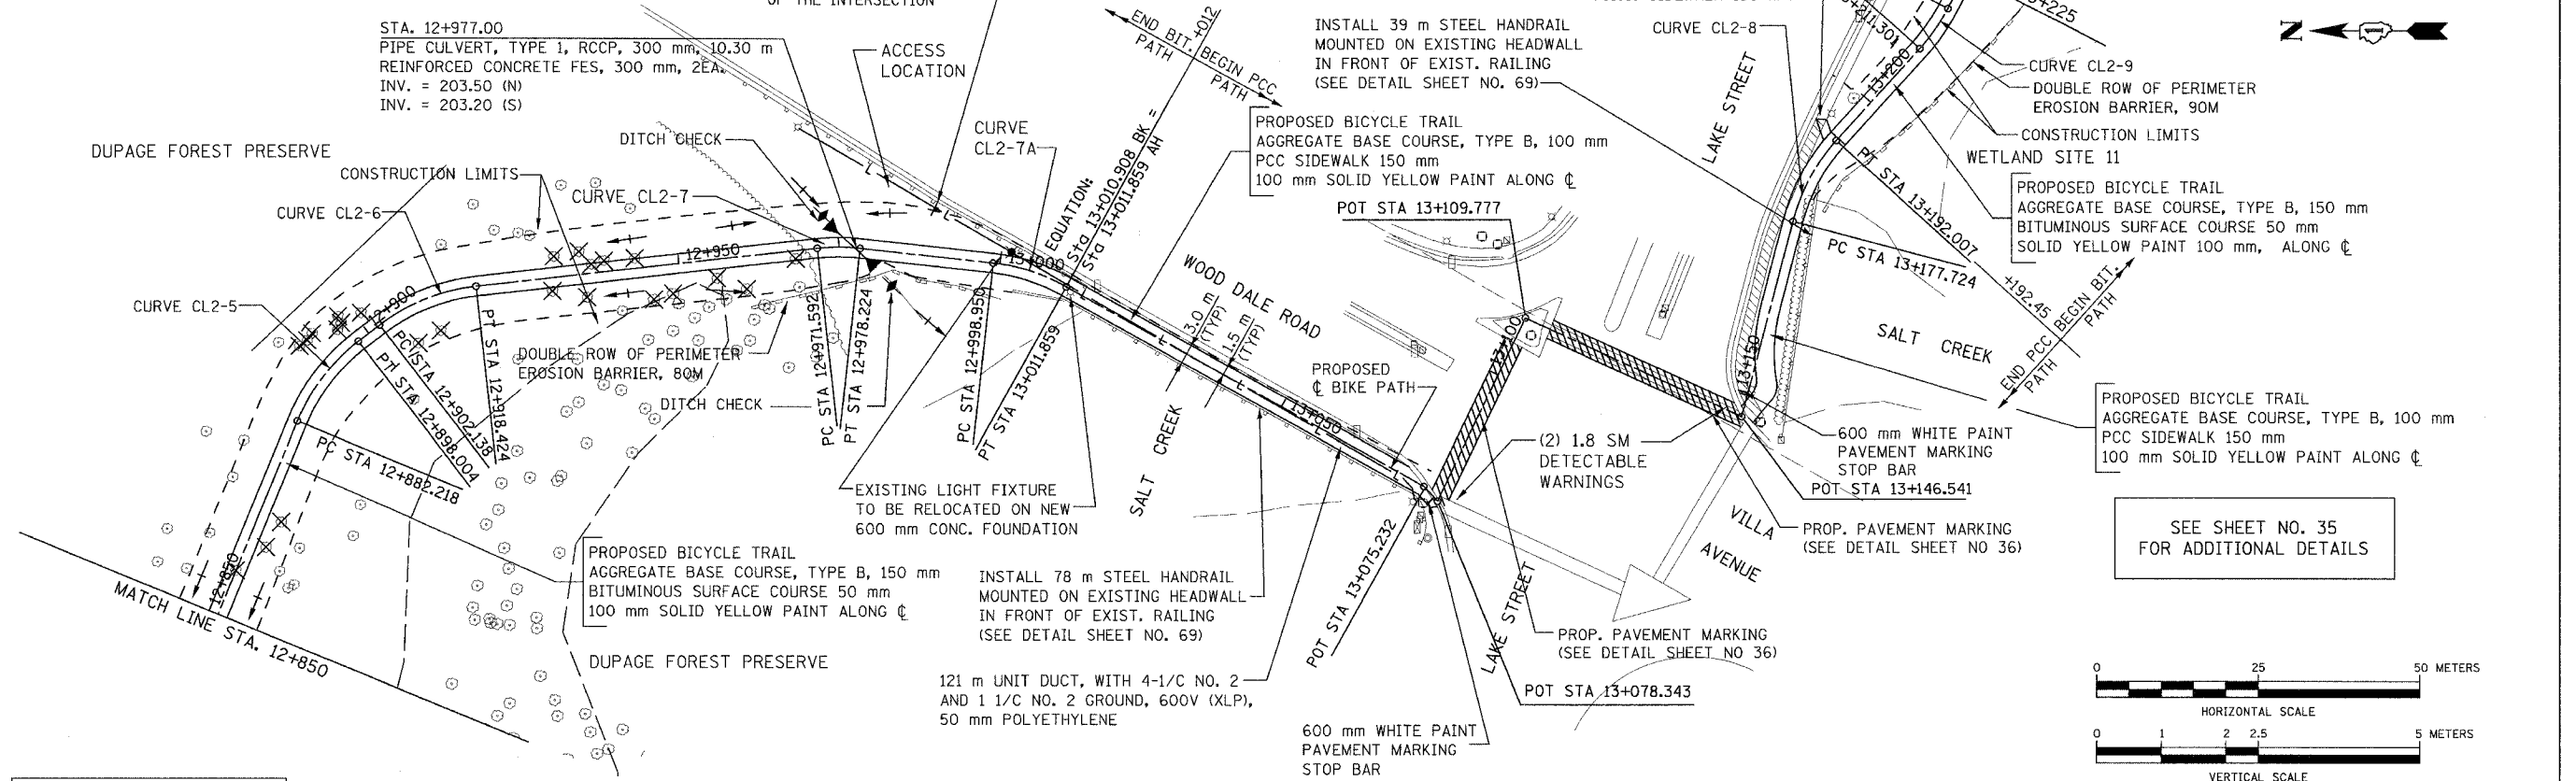 OF THE INTERSECTION
STA. 12+977.00
PIPE CULVERT, TYPE 1, RCCP, 300 mm, 10.30 m
REINFORCED CONCRETE FES, 300 mm, 2EA.
INV. = 203.50 (N)
INV. = 203.20 (S)
ACCESS
LOCATION
+012
END BIT. BEGIN PCC
PATH PATH
INSTALL 39 m STEEL HANDRAIL
MOUNTED ON EXISTING HEADWALL
IN FRONT OF EXIST. RAILING
(SEE DETAIL SHEET NO. 69)
CURVE CL2-8
LAKE STREET
13+200
CURVE CL2-9
DOUBLE ROW OF PERIMETER
EROSION BARRIER, 90M
CONSTRUCTION LIMITS
WETLAND SITE 11
N
DUPAGE FOREST PRESERVE
DITCH CHECK
CURVE
CL2-7A
CONSTRUCTION LIMITS
CURVE CL2-7
CURVE CL2-6
CURVE CL2-5
EQUATION:
Sta 13+010.908 BK =
Sta 13+011.859 AH
PROPOSED BICYCLE TRAIL
AGGREGATE BASE COURSE, TYPE B, 100 mm
PCC SIDEWALK 150 mm
100 mm SOLID YELLOW PAINT ALONG ℄
POT STA 13+109.777
PT STA 13+192.007
PC STA 13+177.724
+192.45
PROPOSED BICYCLE TRAIL
AGGREGATE BASE COURSE, TYPE B, 150 mm
BITUMINOUS SURFACE COURSE 50 mm
SOLID YELLOW PAINT 100 mm, ALONG ℄
END PCC BEGIN BIT.
PATH PATH
SALT CREEK
12+900
12+950
13+000
WOOD DALE ROAD
3.0 m
(TYP)
1.5 m
(TYP)
PC STA 12+882.218
PT STA 12+898.004
PC STA 12+902.138
PT STA 12+918.424
DOUBLE ROW OF PERIMETER
EROSION BARRIER, 80M
DITCH CHECK
PC STA 12+971.592
PT STA 12+978.224
PC STA 12+998.950
PT STA 13+011.859
EXISTING LIGHT FIXTURE
TO BE RELOCATED ON NEW
600 mm CONC. FOUNDATION
SALT CREEK
13+050
PROPOSED
℄ BIKE PATH
13+100
13+150
(2) 1.8 SM
DETECTABLE
WARNINGS
600 mm WHITE PAINT
PAVEMENT MARKING
STOP BAR
POT STA 13+146.541
PROPOSED BICYCLE TRAIL
AGGREGATE BASE COURSE, TYPE B, 100 mm
PCC SIDEWALK 150 mm
100 mm SOLID YELLOW PAINT ALONG ℄
VILLA
AVENUE
PROP. PAVEMENT MARKING
(SEE DETAIL SHEET NO 36)
SEE SHEET NO. 35
FOR ADDITIONAL DETAILS
12+850
MATCH LINE STA. 12+850
PROPOSED BICYCLE TRAIL
AGGREGATE BASE COURSE, TYPE B, 150 mm
BITUMINOUS SURFACE COURSE 50 mm
100 mm SOLID YELLOW PAINT ALONG ℄
DUPAGE FOREST PRESERVE
INSTALL 78 m STEEL HANDRAIL
MOUNTED ON EXISTING HEADWALL
IN FRONT OF EXIST. RAILING
(SEE DETAIL SHEET NO. 69)
121 m UNIT DUCT, WITH 4-1/C NO. 2
AND 1 1/C NO. 2 GROUND, 600V (XLP),
50 mm POLYETHYLENE
POT STA 13+075.232
LAKE STREET
PROP. PAVEMENT MARKING
(SEE DETAIL SHEET NO 36)
POT STA 13+078.343
600 mm WHITE PAINT
PAVEMENT MARKING
STOP BAR
0 25 50 METERS
HORIZONTAL SCALE
0 1 2 2.5 5 METERS
VERTICAL SCALE